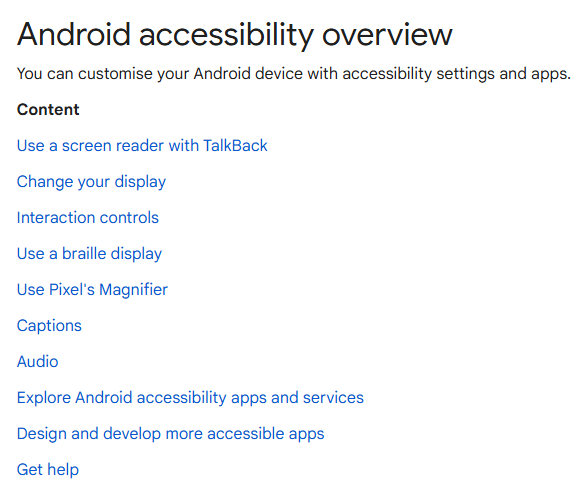 Android accessibility overview
You can customise your Android device with accessibility settings and apps.
Content
Use a screen reader with TalkBack
Change your display
Interaction controls
Use a braille display
Use Pixel's Magnifier
Captions
Audio
Explore Android accessibility apps and services
Design and develop more accessible apps
Get help